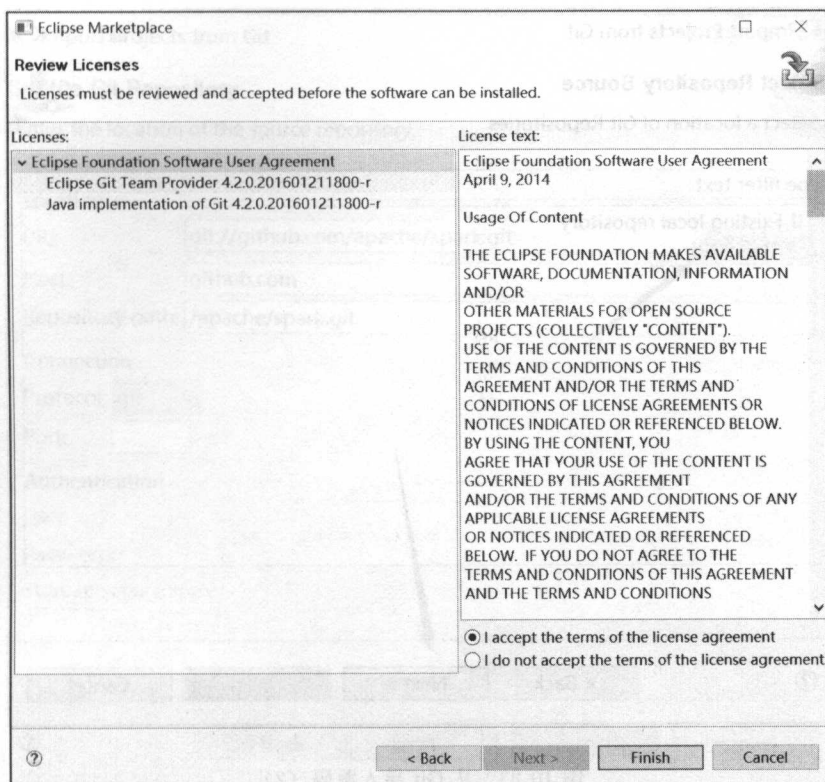 Eclipse Marketplace
Review Licenses
Licenses must be reviewed and accepted before the software can be installed.
Licenses:
Eclipse Foundation Software User Agreement
Eclipse Git Team Provider 4.2.0.201601211800-r
Java implementation of Git 4.2.0.201601211800-r
License text:
Eclipse Foundation Software User Agreement
April 9, 2014
Usage Of Content
THE ECLIPSE FOUNDATION MAKES AVAILABLE
SOFTWARE, DOCUMENTATION, INFORMATION
AND/OR
OTHER MATERIALS FOR OPEN SOURCE
PROJECTS (COLLECTIVELY "CONTENT").
USE OF THE CONTENT IS GOVERNED BY THE
TERMS AND CONDITIONS OF THIS
AGREEMENT AND/OR THE TERMS AND
CONDITIONS OF LICENSE AGREEMENTS OR
NOTICES INDICATED OR REFERENCED BELOW.
BY USING THE CONTENT, YOU
AGREE THAT YOUR USE OF THE CONTENT IS
GOVERNED BY THIS AGREEMENT
AND/OR THE TERMS AND CONDITIONS OF ANY
APPLICABLE LICENSE AGREEMENTS
OR NOTICES INDICATED OR REFERENCED
BELOW. IF YOU DO NOT AGREE TO THE
TERMS AND CONDITIONS OF THIS AGREEMENT
AND THE TERMS AND CONDITIONS
I accept the terms of the license agreement
I do not accept the terms of the license agreement
< Back
Next >
Finish
Cancel